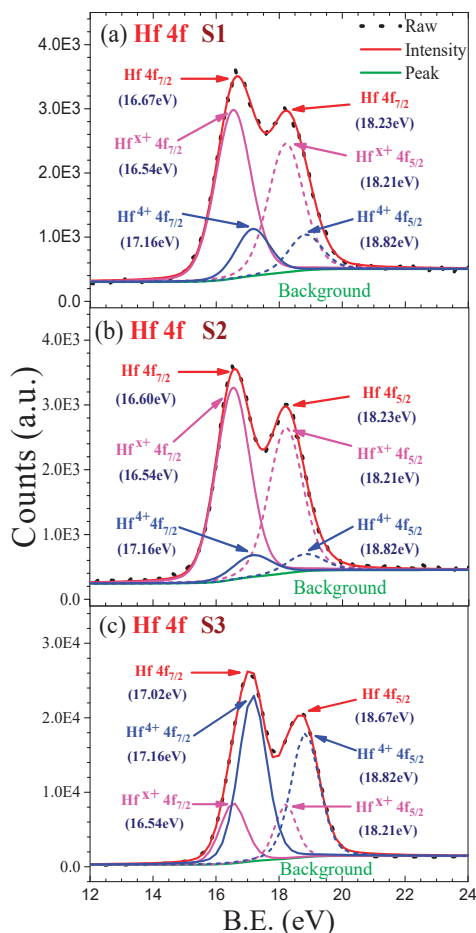 (a) Hf 4f S1
Raw
Intensity
Peak
Hf 4f7/2
(16.67eV)
Hf 4f7/2
(18.23eV)
Hfx+ 4f7/2
(16.54eV)
Hfx+ 4f5/2
(18.21eV)
Hf4+ 4f7/2
(17.16eV)
Hf4+ 4f5/2
(18.82eV)
Background
4.0E3
3.0E3
2.0E3
1.0E3
0.0
(b) Hf 4f S2
Hf 4f7/2
(16.60eV)
Hf 4f5/2
(18.23eV)
Hfx+ 4f7/2
(16.54eV)
Hfx+ 4f5/2
(18.21eV)
Hf4+ 4f7/2
(17.16eV)
Hf4+ 4f5/2
(18.82eV)
Background
4.0E3
3.0E3
2.0E3
1.0E3
0.0
Counts (a.u.)
(c) Hf 4f S3
Hf 4f7/2
(17.02eV)
Hf 4f5/2
(18.67eV)
Hf4+ 4f7/2
(17.16eV)
Hf 4+ 4f5/2
(18.82eV)
Hfx+ 4f7/2
(16.54eV)
Hfx+ 4f5/2
(18.21eV)
Background
3.0E4
2.0E4
1.0E4
0.0
12 14 16 18 20 22 24
B.E. (eV)